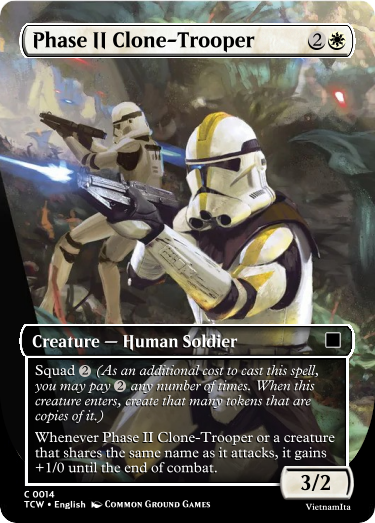 Phase II Clone-Trooper 2
Creature — Human Soldier
Squad 2 (As an additional cost to cast this spell,
you may pay 2 any number of times. When this
creature enters, create that many tokens that are
copies of it.)
Whenever Phase II Clone-Trooper or a creature
that shares the same name as it attacks, it gains
+1/0 until the end of combat.
3/2
C 0014
TCW • English Common Ground Games
VietnamIta